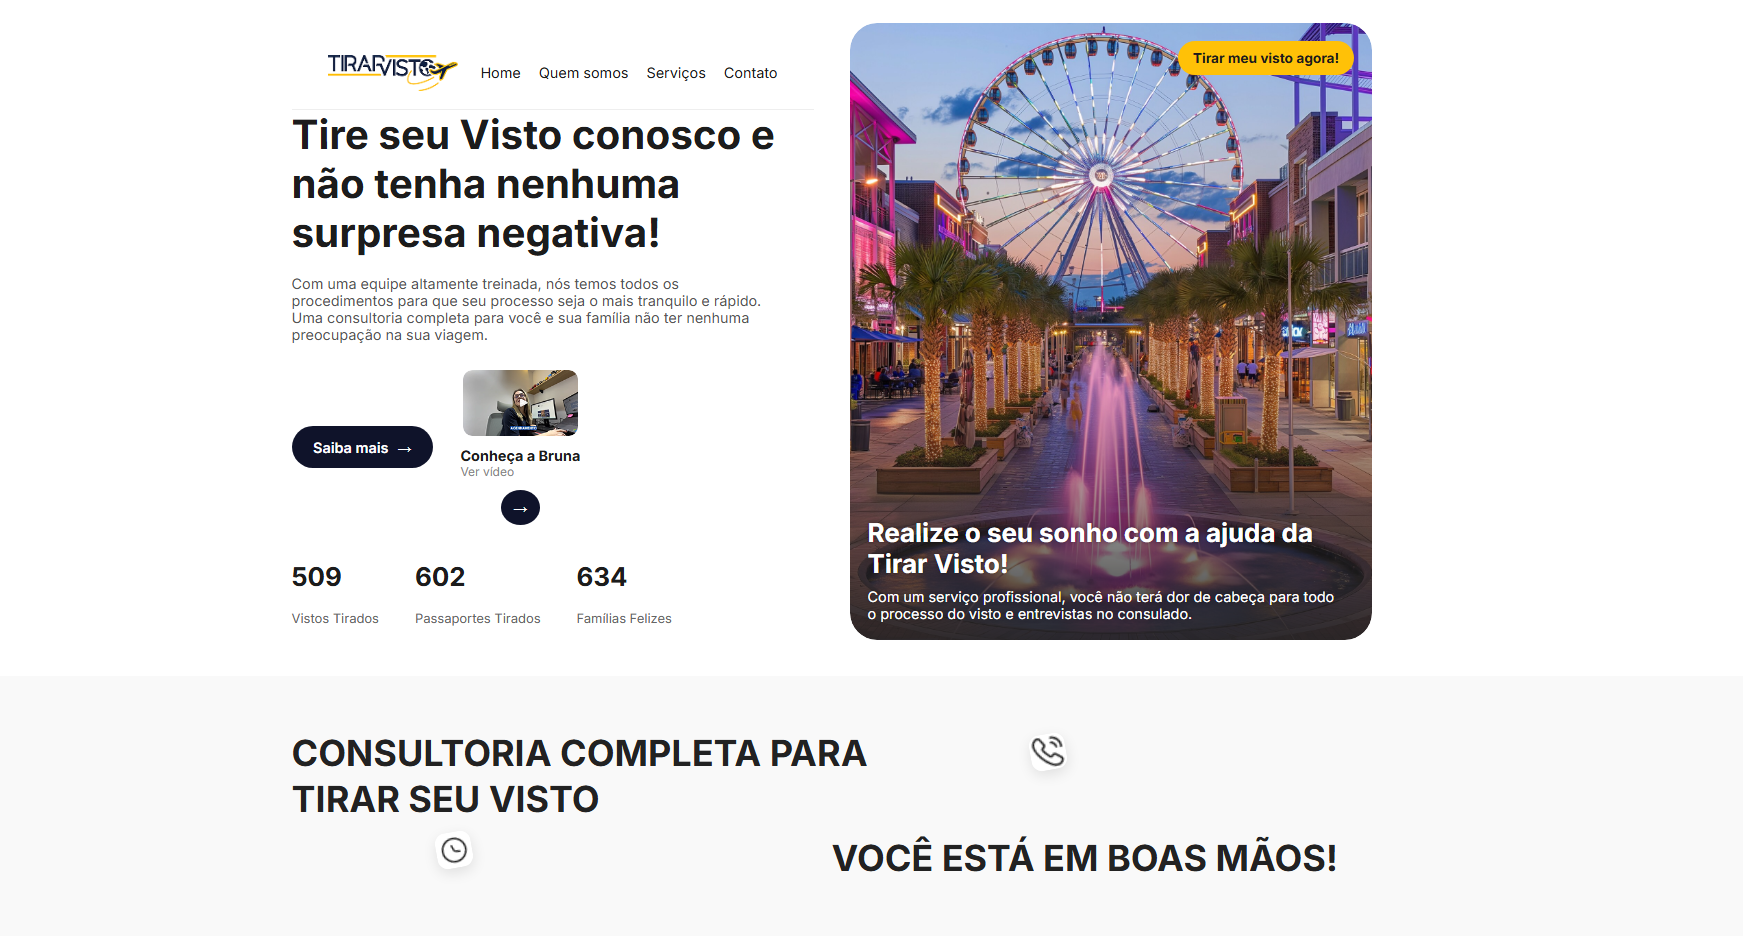 TIRARVISTO
Home Quem somos Serviços Contato
Tire seu Visto conosco e
não tenha nenhuma
surpresa negativa!
Com uma equipe altamente treinada, nós temos todos os
procedimentos para que seu processo seja o mais tranquilo e rápido.
Uma consultoria completa para você e sua família não ter nenhuma
preocupação na sua viagem.
Saiba mais →
Conheça a Bruna
Ver vídeo
→
509 602 634
Vistos Tirados Passaportes Tirados Famílias Felizes
Tirar meu visto agora!
Realize o seu sonho com a ajuda da
Tirar Visto!
Com um serviço profissional, você não terá dor de cabeça para todo
o processo do visto e entrevistas no consulado.
CONSULTORIA COMPLETA PARA
TIRAR SEU VISTO
VOCÊ ESTÁ EM BOAS MÃOS!